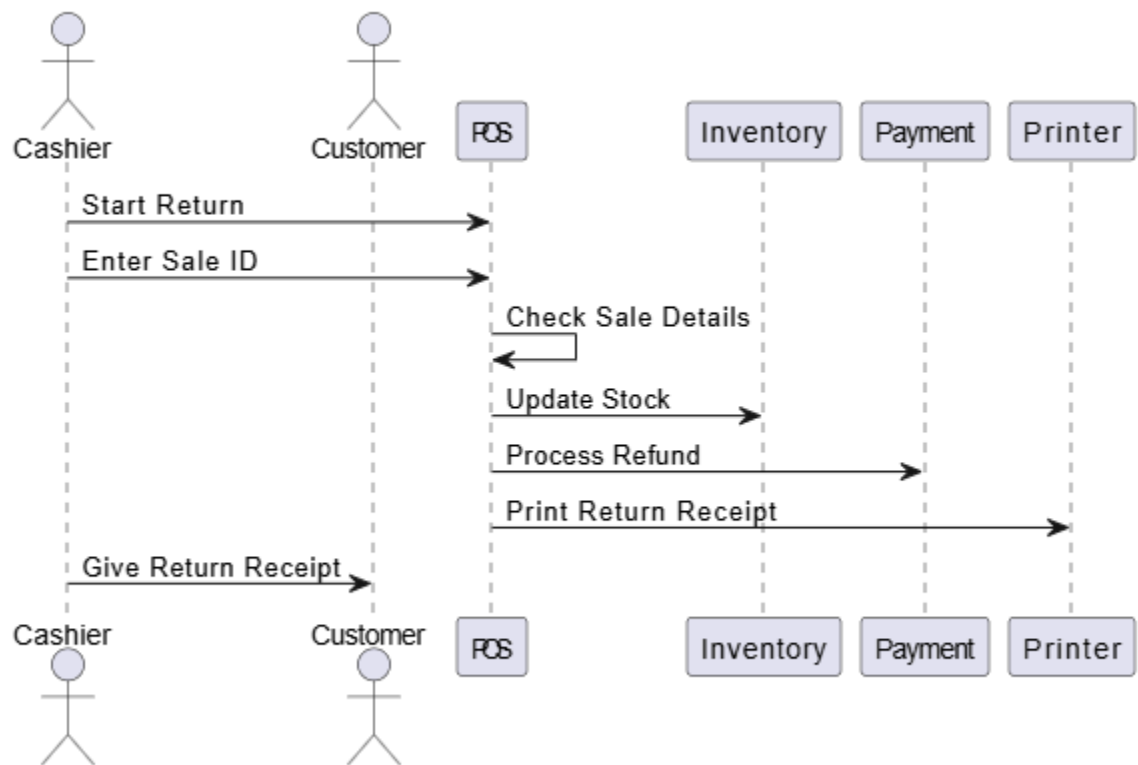 Cashier
Customer
POS
Inventory
Payment
Printer
Start Return
Enter Sale ID
Check Sale Details
Update Stock
Process Refund
Print Return Receipt
Give Return Receipt
Cashier
Customer
POS
Inventory
Payment
Printer